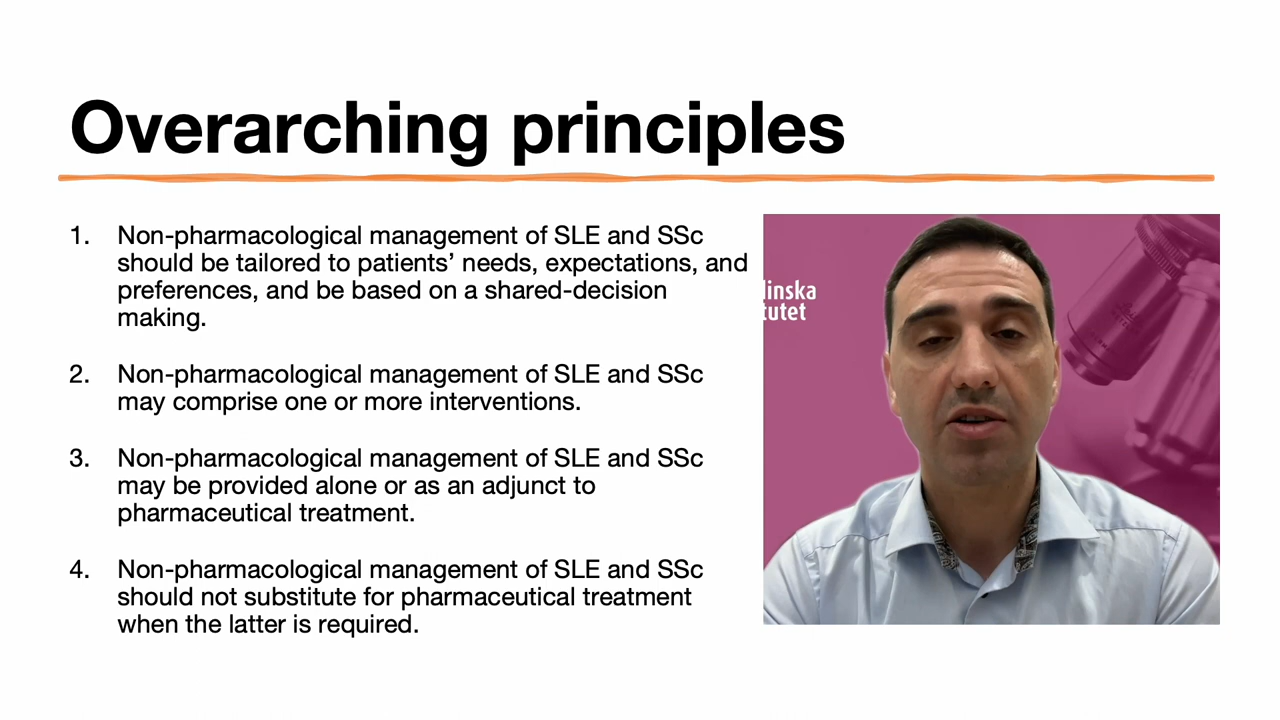 Overarching principles
1. Non-pharmacological management of SLE and SSc
should be tailored to patients’ needs, expectations, and
preferences, and be based on a shared-decision
making.
2. Non-pharmacological management of SLE and SSc
may comprise one or more interventions.
3. Non-pharmacological management of SLE and SSc
may be provided alone or as an adjunct to
pharmaceutical treatment.
4. Non-pharmacological management of SLE and SSc
should not substitute for pharmaceutical treatment
when the latter is required.
linska
tutet